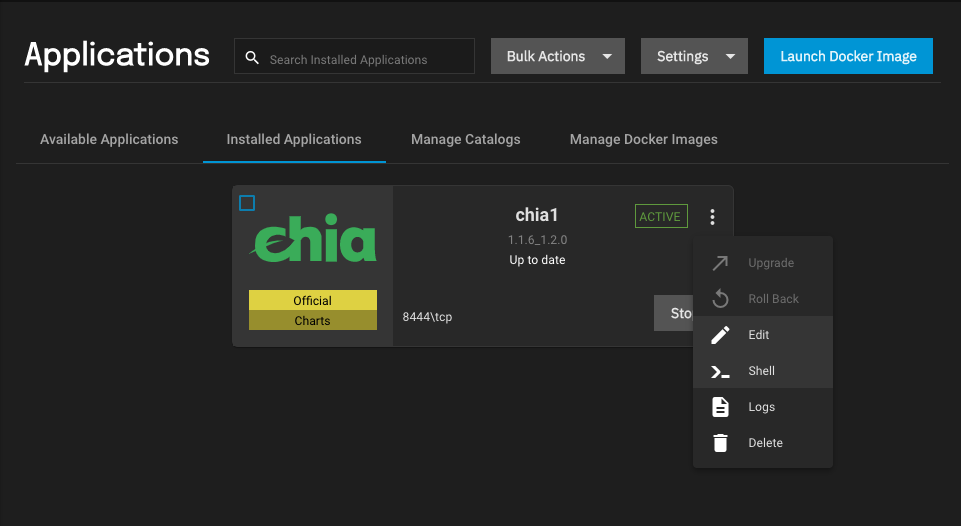 Applications
Search Installed Applications
Bulk Actions
Settings
Launch Docker Image
Available Applications
Installed Applications
Manage Catalogs
Manage Docker Images
chia
Official
Charts
chia1
1.1.6_1.2.0
Up to date
ACTIVE
8444\tcp
Sto
Upgrade
Roll Back
Edit
Shell
Logs
Delete